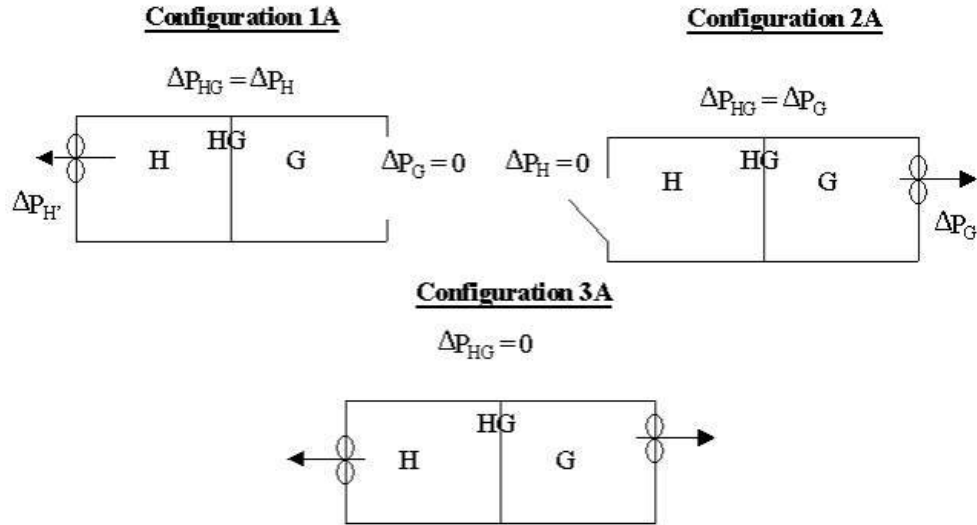 Configuration 1A
ΔP_HG = ΔP_H
HG
H
G
ΔP_G = 0
ΔP_H'
Configuration 2A
ΔP_HG = ΔP_G
ΔP_H = 0
HG
H
G
ΔP_G
Configuration 3A
ΔP_HG = 0
HG
H
G